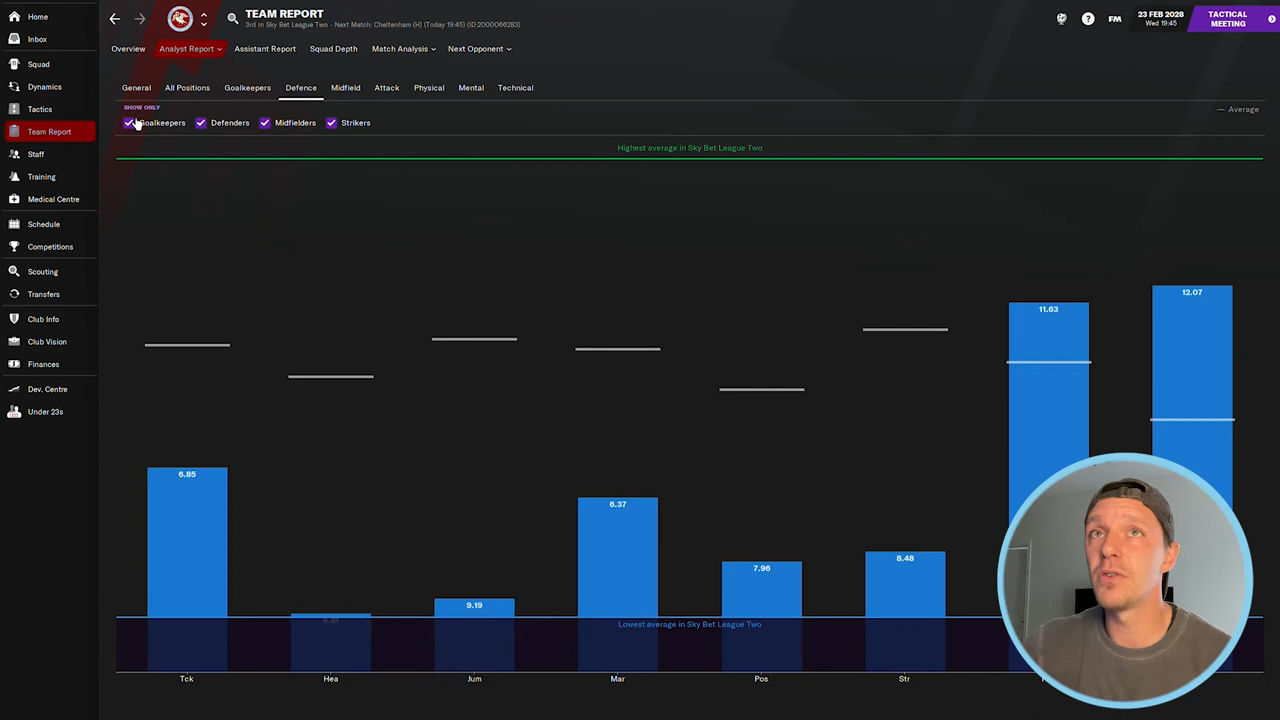 Home
Inbox
Squad
Dynamics
Tactics
Team Report
Staff
Training
Medical Centre
Schedule
Competitions
Scouting
Transfers
Club Info
Club Vision
Finances
Dev. Centre
Under 23s
TEAM REPORT
3rd in Sky Bet League Two - Next Match: Cheltenham (H) (Today 19:45) (ID:2000066283)
FM
23 FEB 2028
Wed 19:45
TACTICAL
MEETING
Overview Analyst Report Assistant Report Squad Depth Match Analysis Next Opponent
General All Positions Goalkeepers Defence Midfield Attack Physical Mental Technical
SHOW ONLY
Goalkeepers Defenders Midfielders Strikers
Average
Highest average in Sky Bet League Two
12.07
11.63
6.85
6.37
8.48
7.96
9.19
Lowest average in Sky Bet League Two
Tck Hea Jum Mar Pos Str